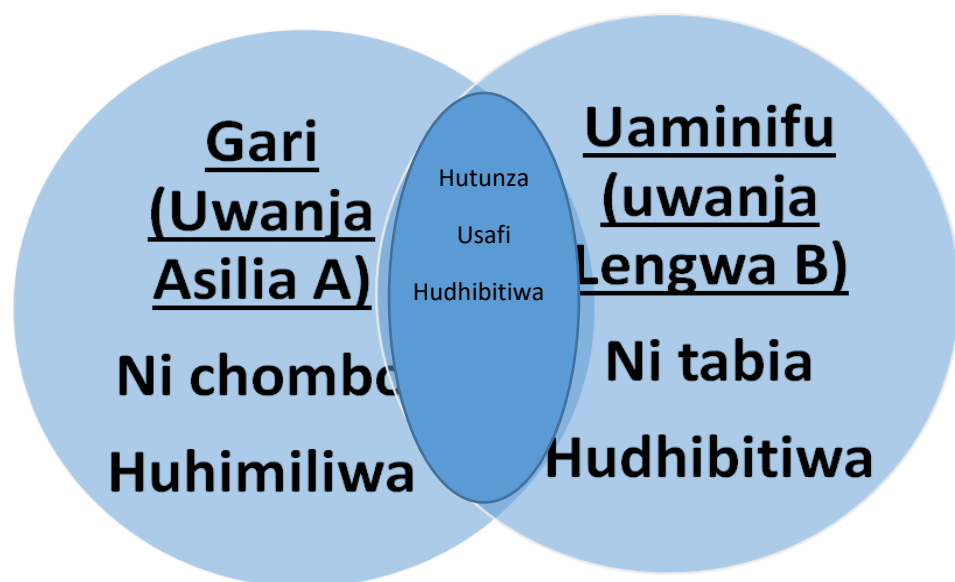 Gari
(Uwanja
Asilia A)
Ni chombo
Huhimiliwa
Hutunza
Usafi
Hudhibitiwa
Uaminifu
(uwanja
Lengwa B)
Ni tabia
Hudhibitiwa